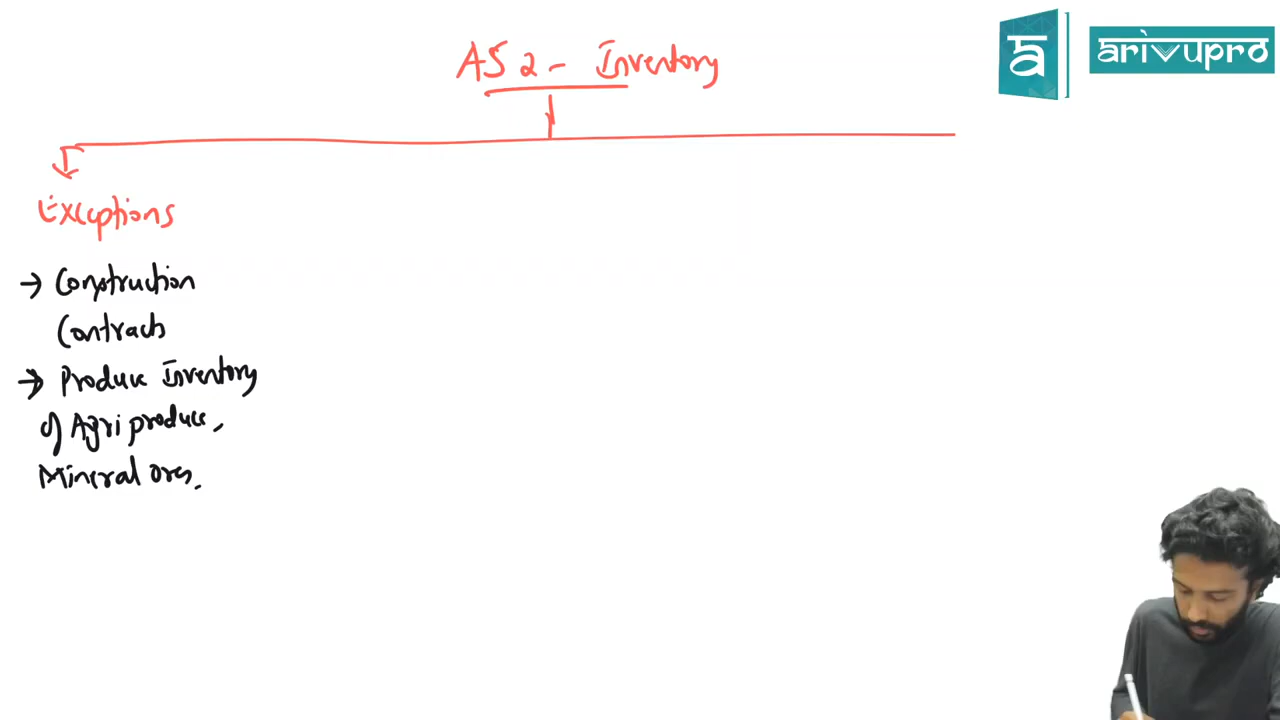 AS 2 - Inventory
arivupro
Exceptions
→ Construction
Contracts
→ Produce Inventory
of Agri produce,
Mineral ores,